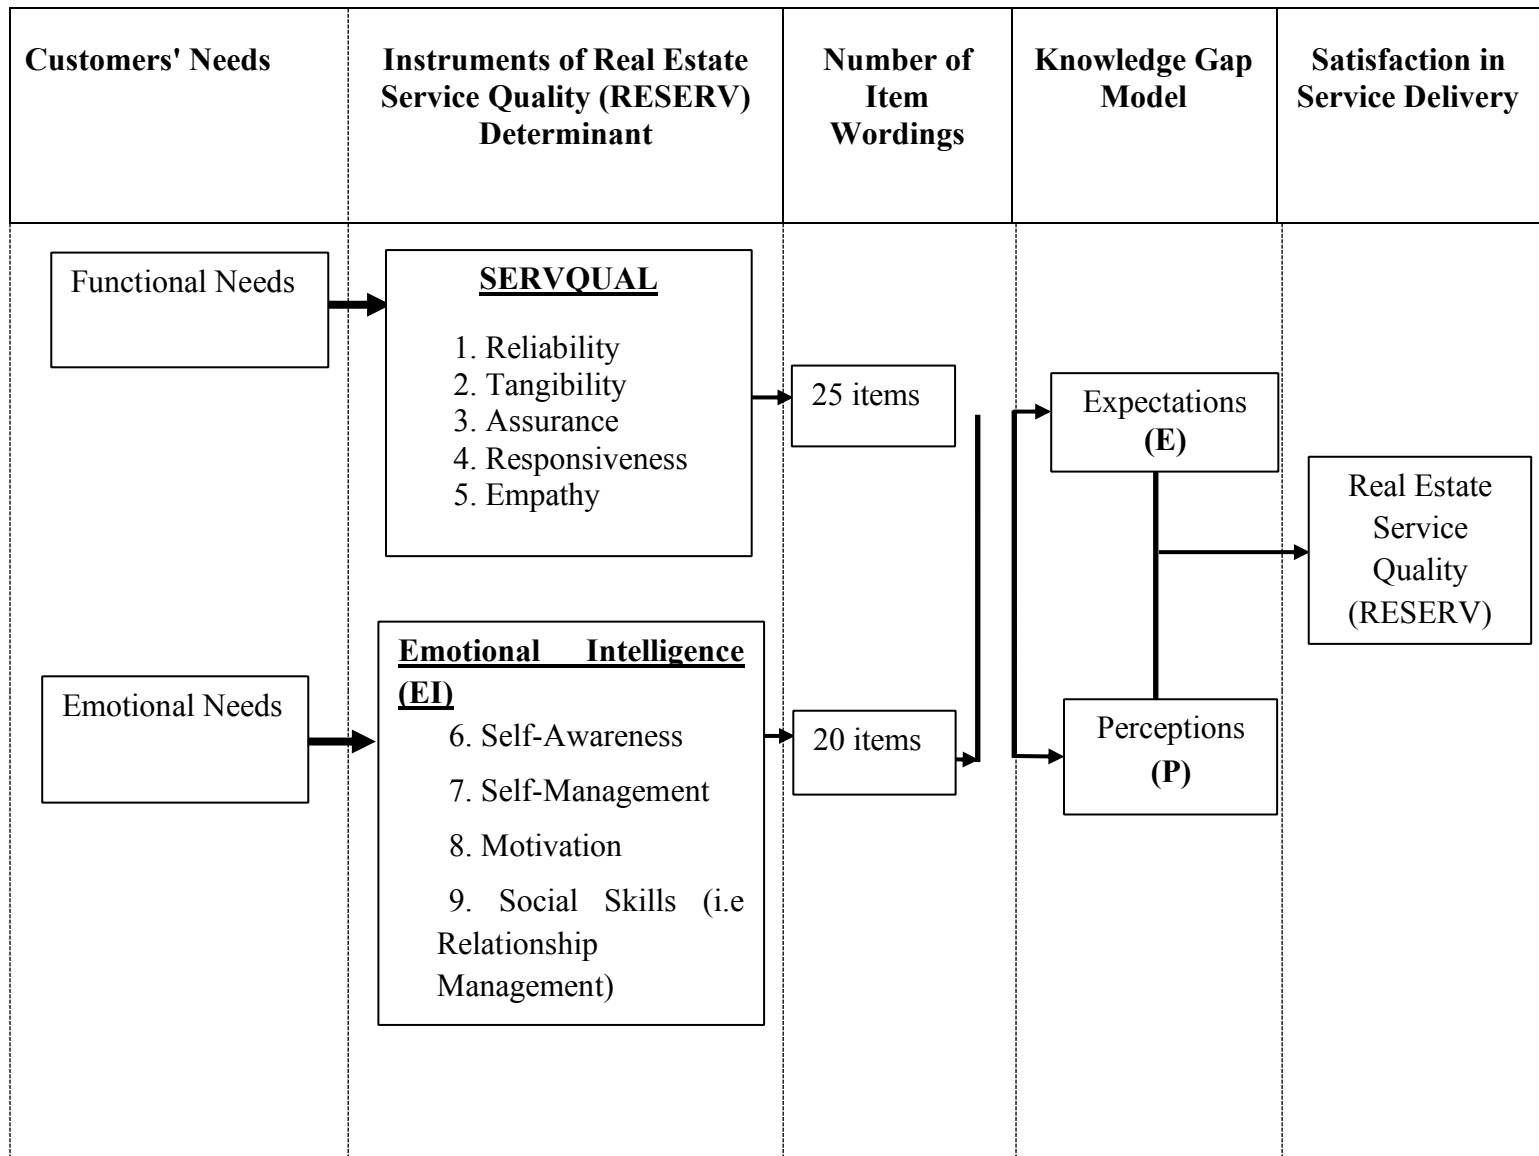 Customers' Needs
Instruments of Real Estate
Service Quality (RESERV)
Determinant
Number of
Item
Wordings
Knowledge Gap
Model
Satisfaction in
Service Delivery
Functional Needs
SERVQUAL
1. Reliability
2. Tangibility
3. Assurance
4. Responsiveness
5. Empathy
25 items
Expectations
(E)
Real Estate
Service
Quality
(RESERV)
Emotional Needs
Emotional Intelligence
(EI)
6. Self-Awareness
7. Self-Management
8. Motivation
9. Social Skills (i.e
Relationship
Management)
20 items
Perceptions
(P)